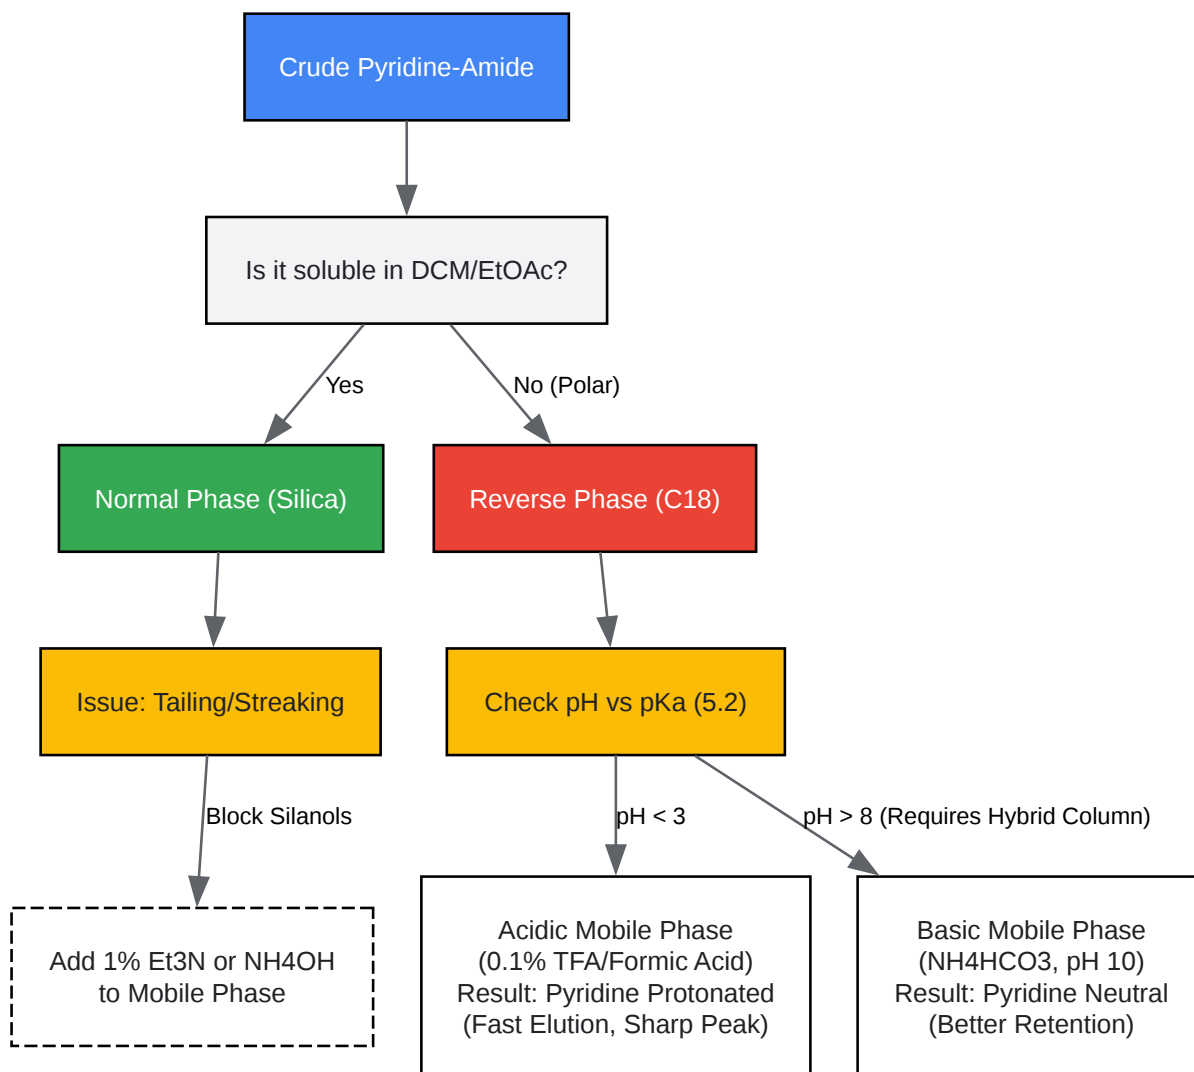 Crude Pyridine-Amide
Is it soluble in DCM/EtOAc?
Yes
No (Polar)
Normal Phase (Silica)
Reverse Phase (C18)
Issue: Tailing/Streaking
Check pH vs pKa (5.2)
Block Silanols
pH < 3
pH > 8 (Requires Hybrid Column)
Add 1% Et3N or NH4OH
to Mobile Phase
Acidic Mobile Phase
(0.1% TFA/Formic Acid)
Result: Pyridine Protonated
(Fast Elution, Sharp Peak)
Basic Mobile Phase
(NH4HCO3, pH 10)
Result: Pyridine Neutral
(Better Retention)